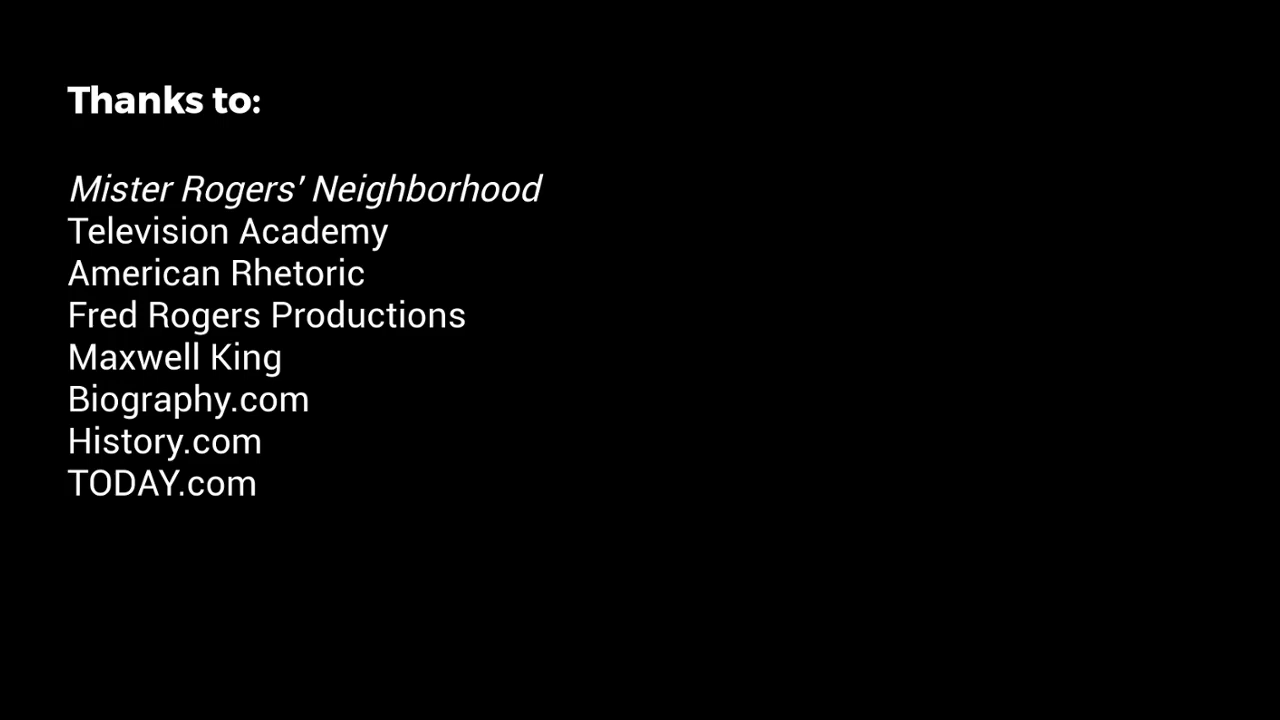 Thanks to:
Mister Rogers' Neighborhood
Television Academy
American Rhetoric
Fred Rogers Productions
Maxwell King
Biography.com
History.com
TODAY.com